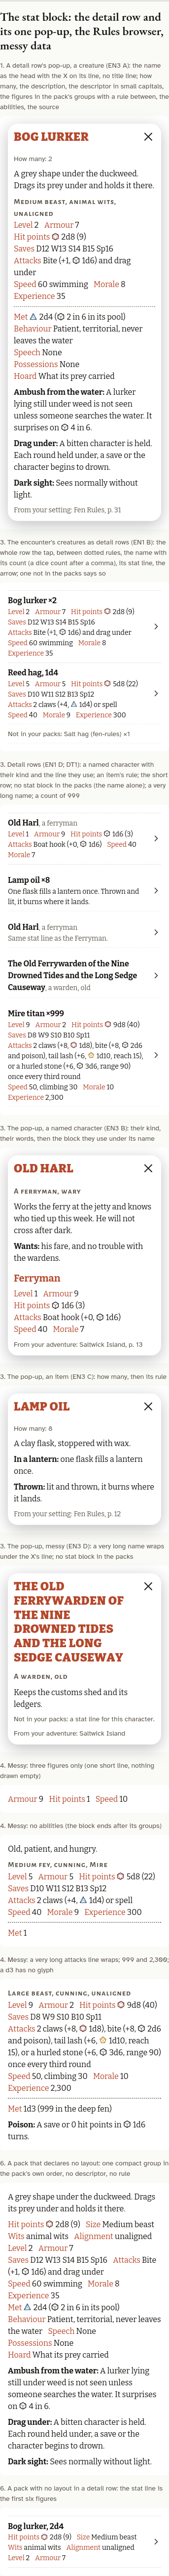 The stat block: the detail row and
its one pop-up, the Rules browser,
messy data
1. A detail row's pop-up, a creature (EN3 A): the name
as the head with the X on its line, no title line; how
many, the description, the descriptor in small capitals,
the figures in the pack's groups with a rule between, the
abilities, the source
BOG LURKER
How many: 2
A grey shape under the duckweed.
Drags its prey under and holds it there.
MEDIUM BEAST, ANIMAL WITS,
UNALIGNED
Level 2 Armour 7
Hit points 2d8 (9)
Saves D12 W13 S14 B15 Sp16
Attacks Bite (+1, 1d6) and drag
under
Speed 60 swimming Morale 8
Experience 35
Met 2d4 (2 in 6 in its pool)
Behaviour Patient, territorial, never
leaves the water
Speech None
Possessions None
Hoard What its prey carried
Ambush from the water: A lurker
lying still under weed is not seen
unless someone searches the water. It
surprises on 4 in 6.
Drag under: A bitten character is held.
Each round held under, a save or the
character begins to drown.
Dark sight: Sees normally without
light.
From your setting: Fen Rules, p. 31
3. The encounter's creatures as detail rows (EN1 B): the
whole row the tap, between dotted rules, the name with
its count (a dice count after a comma), its stat line, the
arrow; one not in the packs says so
Bog lurker ×2
Level 2 Armour 7 Hit points 2d8 (9)
Saves D12 W13 S14 B15 Sp16
Attacks Bite (+1, 1d6) and drag under
Speed 60 swimming Morale 8
Experience 35
Reed hag, 1d4
Level 5 Armour 5 Hit points 5d8 (22)
Saves D10 W11 S12 B13 Sp12
Attacks 2 claws (+4, 1d4) or spell
Speed 40 Morale 9 Experience 300
Not in your packs: Salt hag (fen-rules) ×1
3. Detail rows (EN1 D; DT1): a named character with
their kind and the line they use; an item's rule; the short
row; no stat block in the packs (the name alone); a very
long name; a count of 999
Old Harl, a ferryman
Level 1 Armour 9 Hit points 1d6 (3)
Attacks Boat hook (+0, 1d6) Speed 40
Morale 7
Lamp oil ×8
One flask fills a lantern once. Thrown and
lit, it burns where it lands.
Old Harl, a ferryman
Same stat line as the Ferryman.
The Old Ferrywarden of the Nine
Drowned Tides and the Long Sedge
Causeway, a warden, old
Mire titan ×999
Level 9 Armour 2 Hit points 9d8 (40)
Saves D8 W9 S10 B10 Sp11
Attacks 2 claws (+8, 1d8), bite (+8, 2d6
and poison), tail lash (+6, 1d10, reach 15),
or a hurled stone (+6, 3d6, range 90)
once every third round
Speed 50, climbing 30 Morale 10
Experience 2,300
3. The pop-up, a named character (EN3 B): their kind,
their words, then the block they use under its name
OLD HARL
A FERRYMAN, WARY
Works the ferry at the jetty and knows
who tied up this week. He will not
cross after dark.
Wants: his fare, and no trouble with
the wardens.
Ferryman
Level 1 Armour 9
Hit points 1d6 (3)
Attacks Boat hook (+0, 1d6)
Speed 40 Morale 7
From your adventure: Saltwick Island, p. 13
3. The pop-up, an item (EN3 C): how many, then its rule
LAMP OIL
How many: 8
A clay flask, stoppered with wax.
In a lantern: one flask fills a lantern
once.
Thrown: lit and thrown, it burns where
it lands.
From your setting: Fen Rules, p. 12
3. The pop-up, messy (EN3 D): a very long name wraps
under the X's line; no stat block in the packs
THE OLD
FERRYWARDEN OF
THE NINE
DROWNED TIDES
AND THE LONG
SEDGE CAUSEWAY
A WARDEN, OLD
Keeps the customs shed and its
ledgers.
Not in your packs: a stat line for this character.
From your adventure: Saltwick Island
4. Messy: three figures only (one short line, nothing
drawn empty)
Armour 9 Hit points 1 Speed 10
4. Messy: no abilities (the block ends after its groups)
Old, patient, and hungry.
MEDIUM FEY, CUNNING, MIRE
Level 5 Armour 5 Hit points 5d8 (22)
Saves D10 W11 S12 B13 Sp12
Attacks 2 claws (+4, 1d4) or spell
Speed 40 Morale 9 Experience 300
Met 1
4. Messy: a very long attacks line wraps; 999 and 2,300;
a d3 has no glyph
LARGE BEAST, CUNNING, UNALIGNED
Level 9 Armour 2 Hit points 9d8 (40)
Saves D8 W9 S10 B10 Sp11
Attacks 2 claws (+8, 1d8), bite (+8, 2d6
and poison), tail lash (+6, 1d10, reach
15), or a hurled stone (+6, 3d6, range 90)
once every third round
Speed 50, climbing 30 Morale 10
Experience 2,300
Met 1d3 (999 in the deep fen)
Poison: A save or 0 hit points in 1d6
turns.
6. A pack that declares no layout: one compact group in
the pack's own order, no descriptor, no rule
A grey shape under the duckweed. Drags
its prey under and holds it there.
Hit points 2d8 (9) Size Medium beast
Wits animal wits Alignment unaligned
Level 2 Armour 7
Saves D12 W13 S14 B15 Sp16 Attacks Bite
(+1, 1d6) and drag under
Speed 60 swimming Morale 8
Experience 35
Met 2d4 (2 in 6 in its pool)
Behaviour Patient, territorial, never leaves
the water Speech None
Possessions None
Hoard What its prey carried
Ambush from the water: A lurker lying
still under weed is not seen unless
someone searches the water. It surprises
on 4 in 6.
Drag under: A bitten character is held.
Each round held under, a save or the
character begins to drown.
Dark sight: Sees normally without light.
6. A pack with no layout in a detail row: the stat line is
the first six figures
Bog lurker, 2d4
Hit points 2d8 (9) Size Medium beast
Wits animal wits Alignment unaligned
Level 2 Armour 7